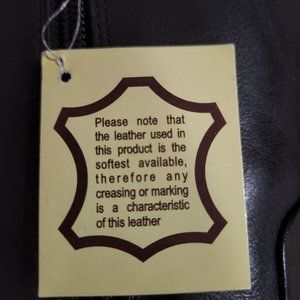 Please note that
the leather used in
this product is the
softest available,
therefore any
creasing or marking
is a characteristic
of this leather